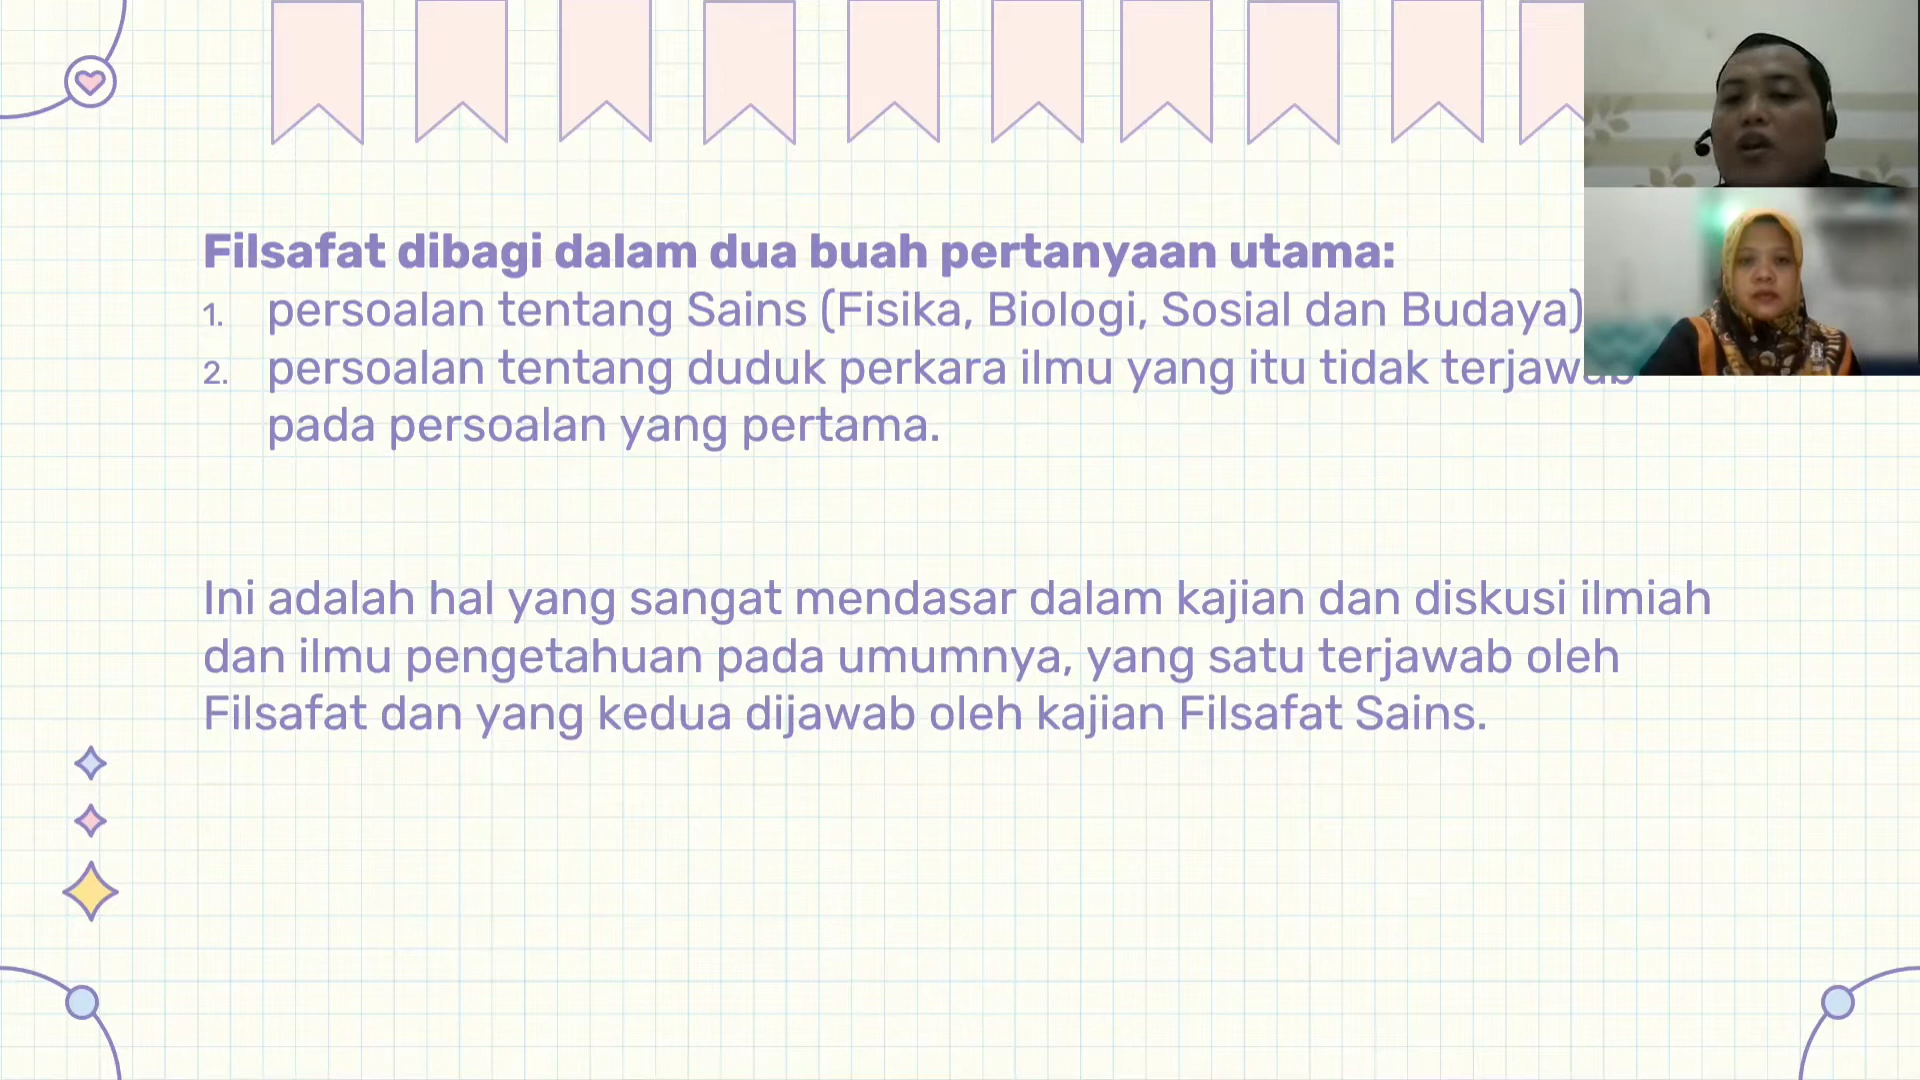 Filsafat dibagi dalam dua buah pertanyaan utama:
1. persoalan tentang Sains (Fisika, Biologi, Sosial dan Budaya)
2. persoalan tentang duduk perkara ilmu yang itu tidak terjawab
pada persoalan yang pertama.
Ini adalah hal yang sangat mendasar dalam kajian dan diskusi ilmiah
dan ilmu pengetahuan pada umumnya, yang satu terjawab oleh
Filsafat dan yang kedua dijawab oleh kajian Filsafat Sains.